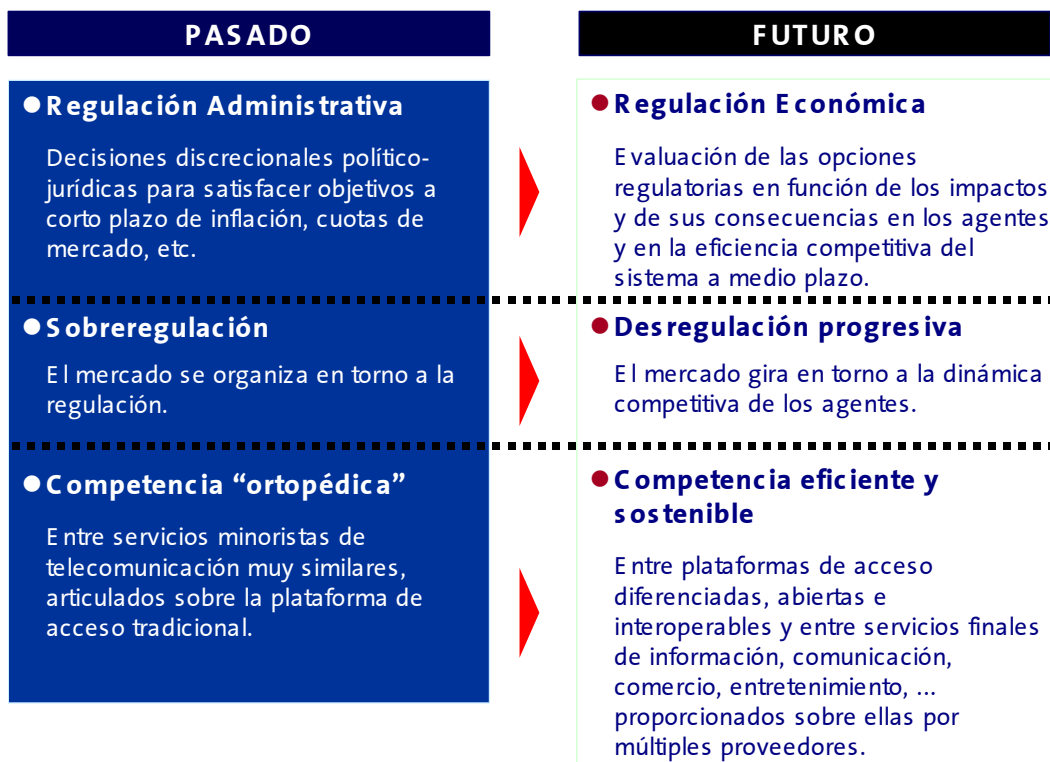 PASADO
FUTURO
● Regulación Administrativa
Decisiones discrecionales político-
jurídicas para satisfacer objetivos a
corto plazo de inflación, cuotas de
mercado, etc.
● Regulación Económica
Evaluación de las opciones
regulatorias en función de los impactos
y de sus consecuencias en los agentes
y en la eficiencia competitiva del
sistema a medio plazo.
● Sobreregulación
El mercado se organiza en torno a la
regulación.
● Desregulación progresiva
El mercado gira en torno a la dinámica
competitiva de los agentes.
● Competencia “ortopédica”
Entre servicios minoristas de
telecomunicación muy similares,
articulados sobre la plataforma de
acceso tradicional.
● Competencia eficiente y
sostenible
Entre plataformas de acceso
diferenciadas, abiertas e
interoperables y entre servicios finales
de información, comunicación,
comercio, entretenimiento, ...
proporcionados sobre ellas por
múltiples proveedores.